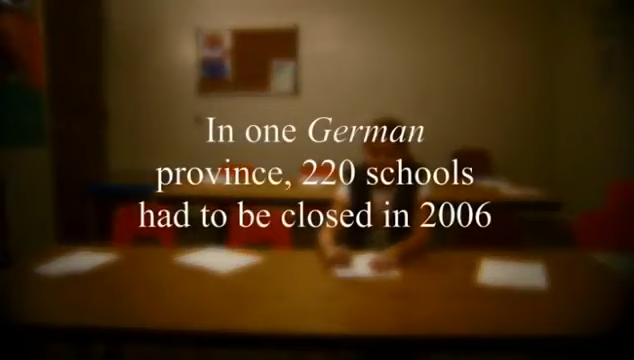 In one German
province, 220 schools
had to be closed in 2006